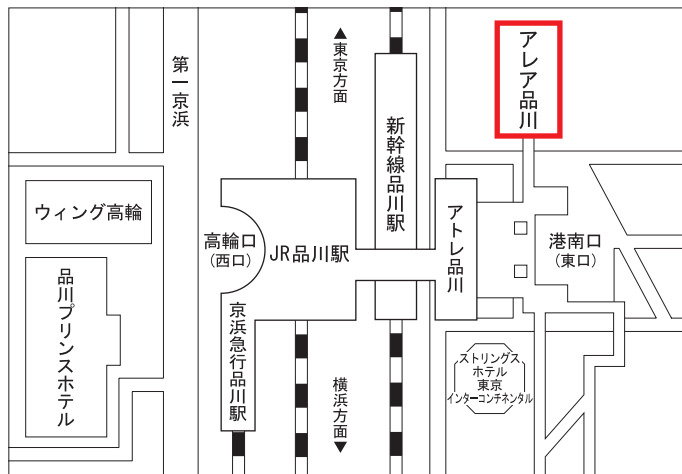 第一京浜
▲東京方面
新幹線品川駅
アレア品川
ウィング高輪
高輪口
(西口)
JR品川駅
アトレ品川
港南口
(東口)
品川プリンスホテル
京浜急行品川駅
横浜方面▼
ストリングス
ホテル
東京
インターコンチネンタル